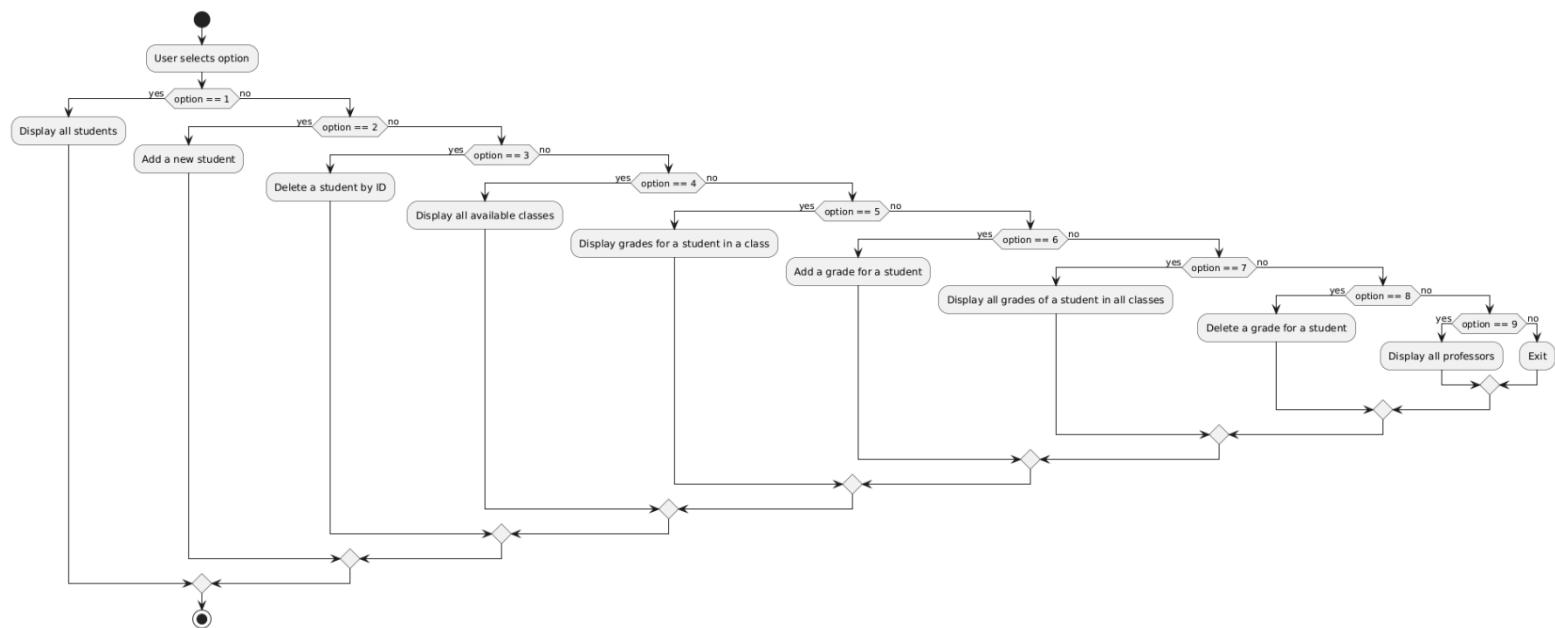 User selects option
yes
option == 1
no
Display all students
yes
option == 2
no
Add a new student
yes
option == 3
no
Delete a student by ID
yes
option == 4
no
Display all available classes
yes
option == 5
no
Display grades for a student in a class
yes
option == 6
no
Add a grade for a student
yes
option == 7
no
Display all grades of a student in all classes
yes
option == 8
no
Delete a grade for a student
yes
option == 9
no
Display all professors
Exit